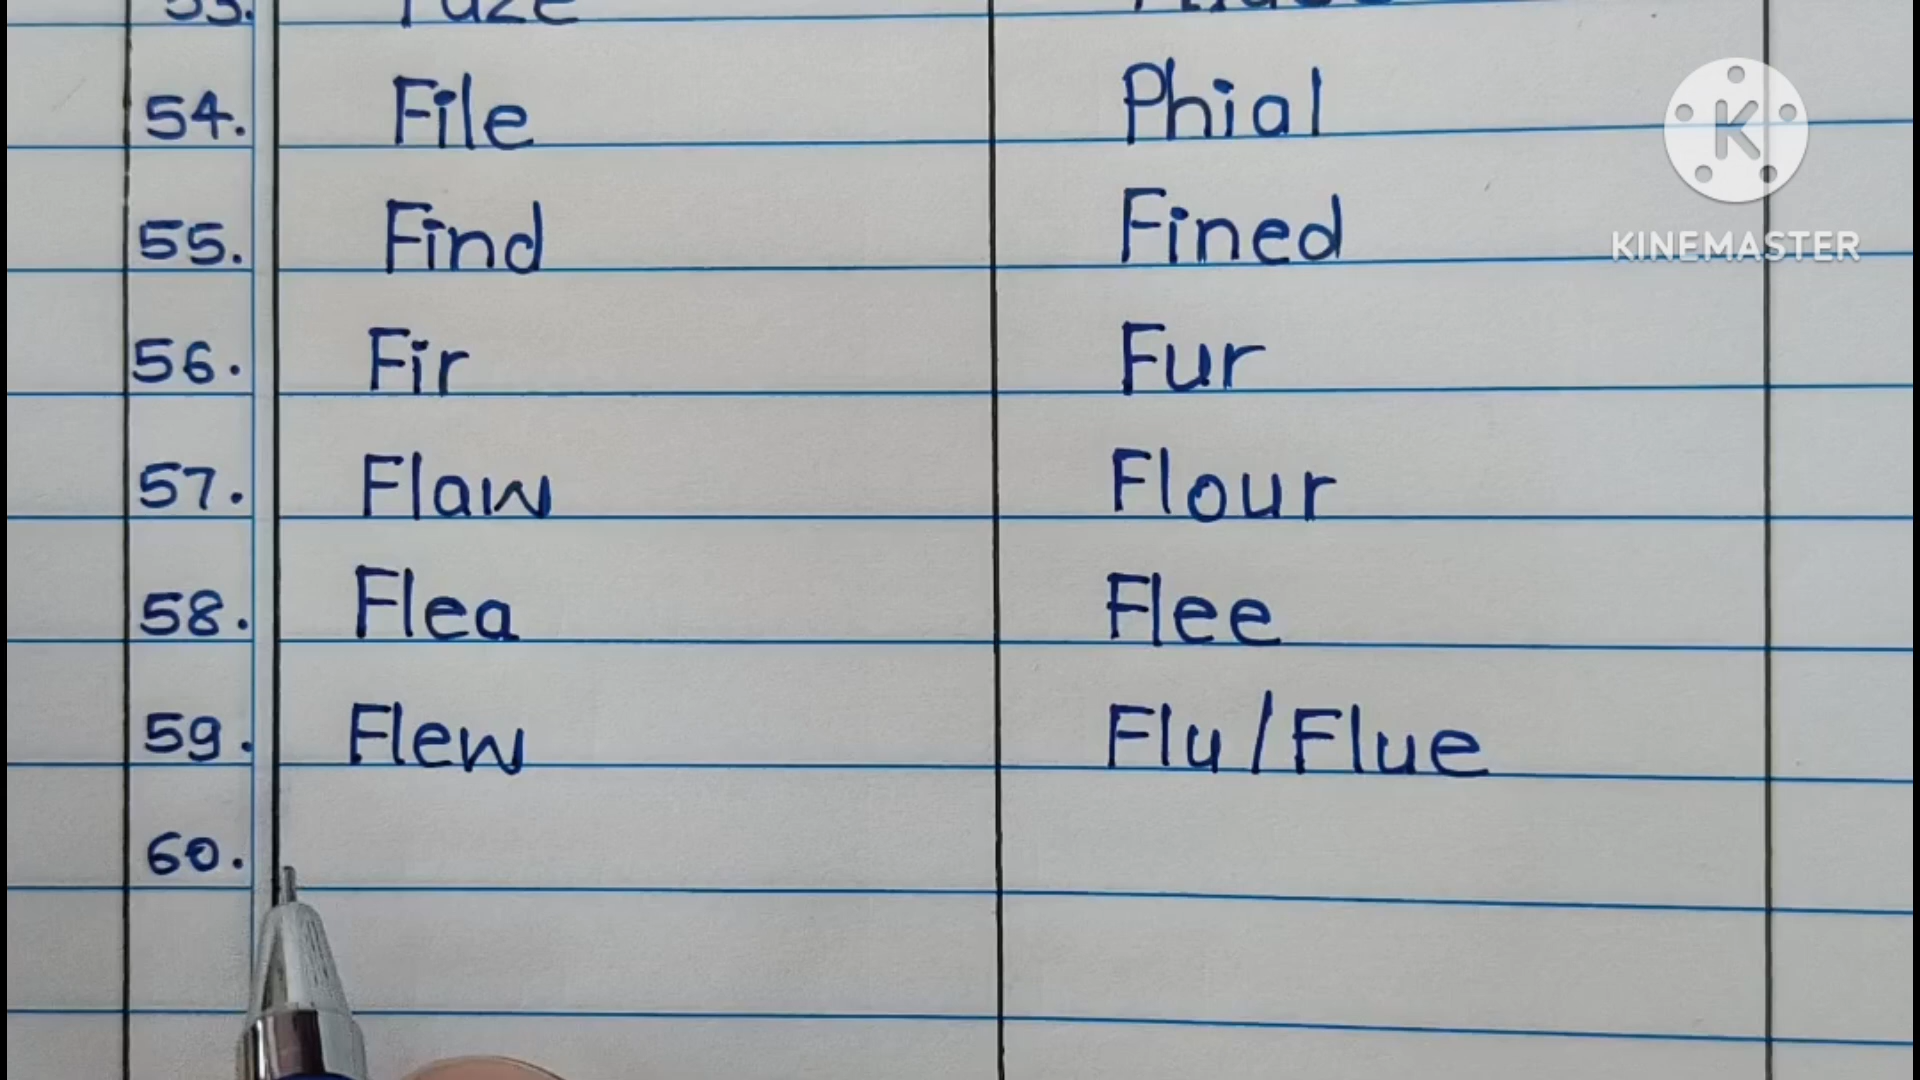 53.
54. File Phial
55. Find Fined
56. Fir Fur
57. Flaw Flour
58. Flea Flee
59. Flew Flu/Flue
60.
K
KINEMASTER